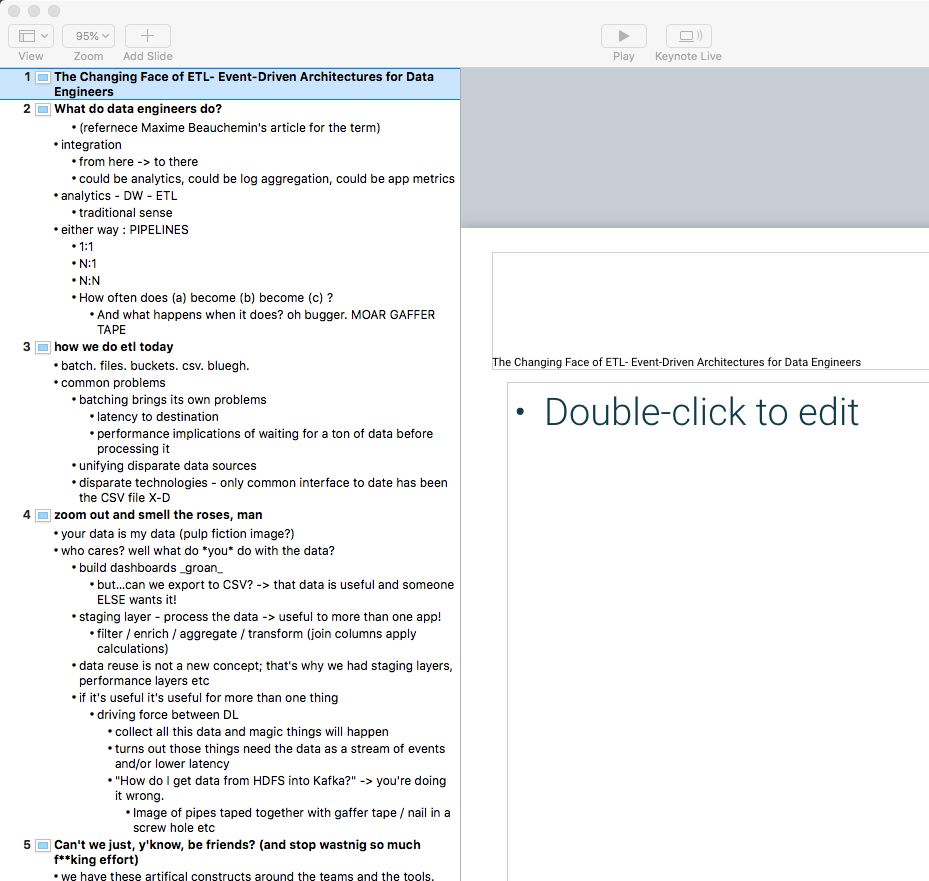 95%
View Zoom Add Slide Play Keynote Live
1 The Changing Face of ETL- Event-Driven Architectures for Data
Engineers
2 What do data engineers do?
• (refernece Maxime Beauchemin's article for the term)
• integration
• from here -> to there
• could be analytics, could be log aggregation, could be app metrics
• analytics - DW - ETL
• traditional sense
• either way : PIPELINES
• 1:1
• N:1
• N:N
• How often does (a) become (b) become (c) ?
• And what happens when it does? oh bugger. MOAR GAFFER
TAPE
3 how we do etl today
• batch. files. buckets. csv. bluegh.
• common problems
• batching brings its own problems
• latency to destination
• performance implications of waiting for a ton of data before
processing it
• unifying disparate data sources
• disparate technologies - only common interface to date has been
the CSV file X-D
4 zoom out and smell the roses, man
• your data is my data (pulp fiction image?)
• who cares? well what do *you* do with the data?
• build dashboards _groan_
• but...can we export to CSV? -> that data is useful and someone
ELSE wants it!
• staging layer - process the data -> useful to more than one app!
• filter / enrich / aggregate / transform (join columns apply
calculations)
• data reuse is not a new concept; that's why we had staging layers,
performance layers etc
• if it's useful it's useful for more than one thing
• driving force between DL
• collect all this data and magic things will happen
• turns out those things need the data as a stream of events
and/or lower latency
• "How do I get data from HDFS into Kafka?" -> you're doing
it wrong.
• Image of pipes taped together with gaffer tape / nail in a
screw hole etc
5 Can't we just, y'know, be friends? (and stop wastnig so much
f**king effort)
• we have these artifical constructs around the teams and the tools.
The Changing Face of ETL- Event-Driven Architectures for Data Engineers
• Double-click to edit